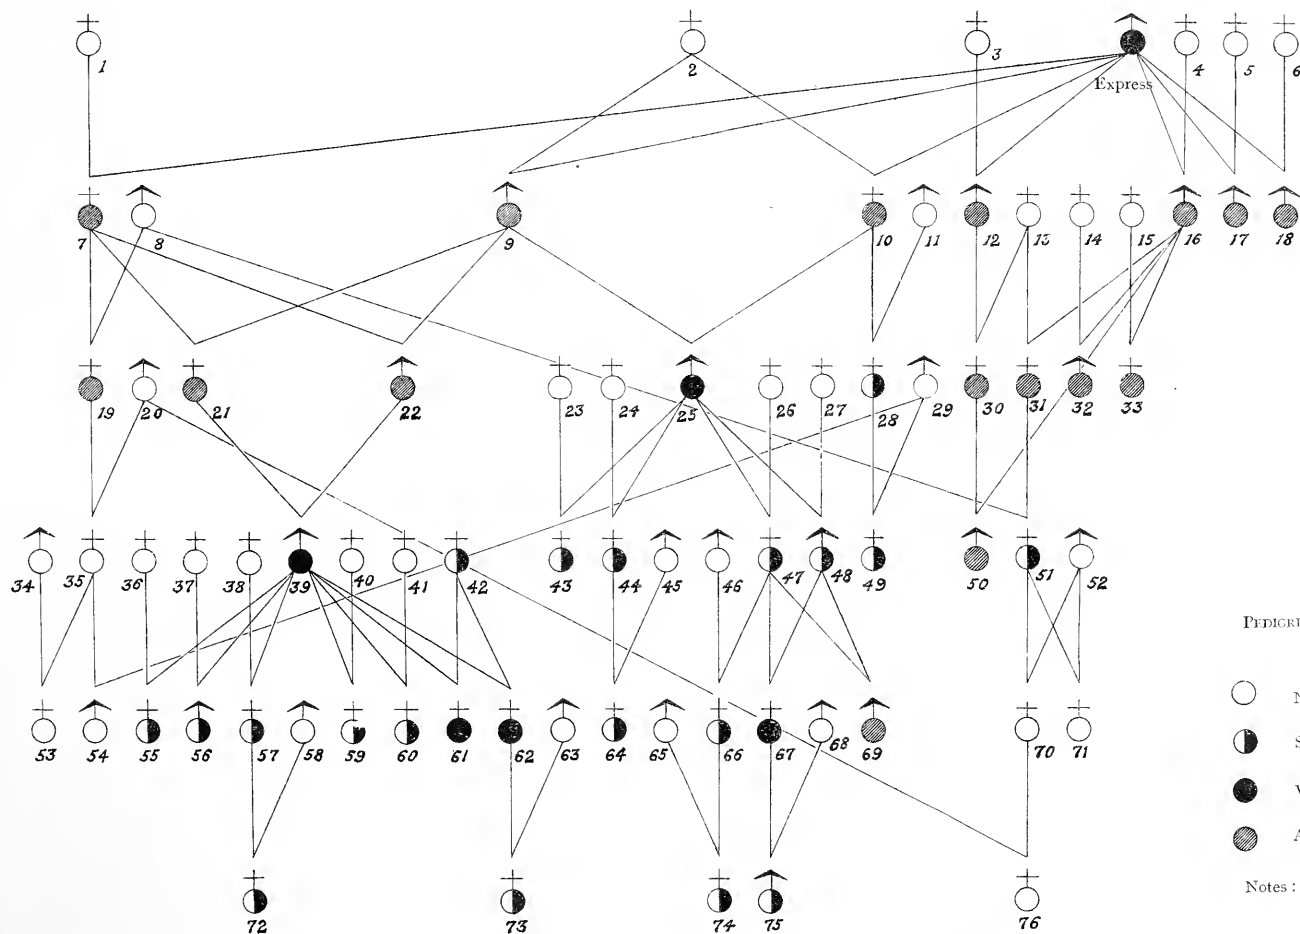 1 2 3 Express 4 5 6
7 8 9 10 11 12 13 14 15 16 17 18
19 20 21 22 23 24 25 26 27 28 29 30 31 32 33
34 35 36 37 38 39 40 41 42 43 44 45 46 47 48 49 50 51 52
PEDIGRE
53 54 55 56 57 58 59 60 61 62 63 64 65 66 67 68 69 70 71
N
S
V
A
Notes :
72 73 74 75 76